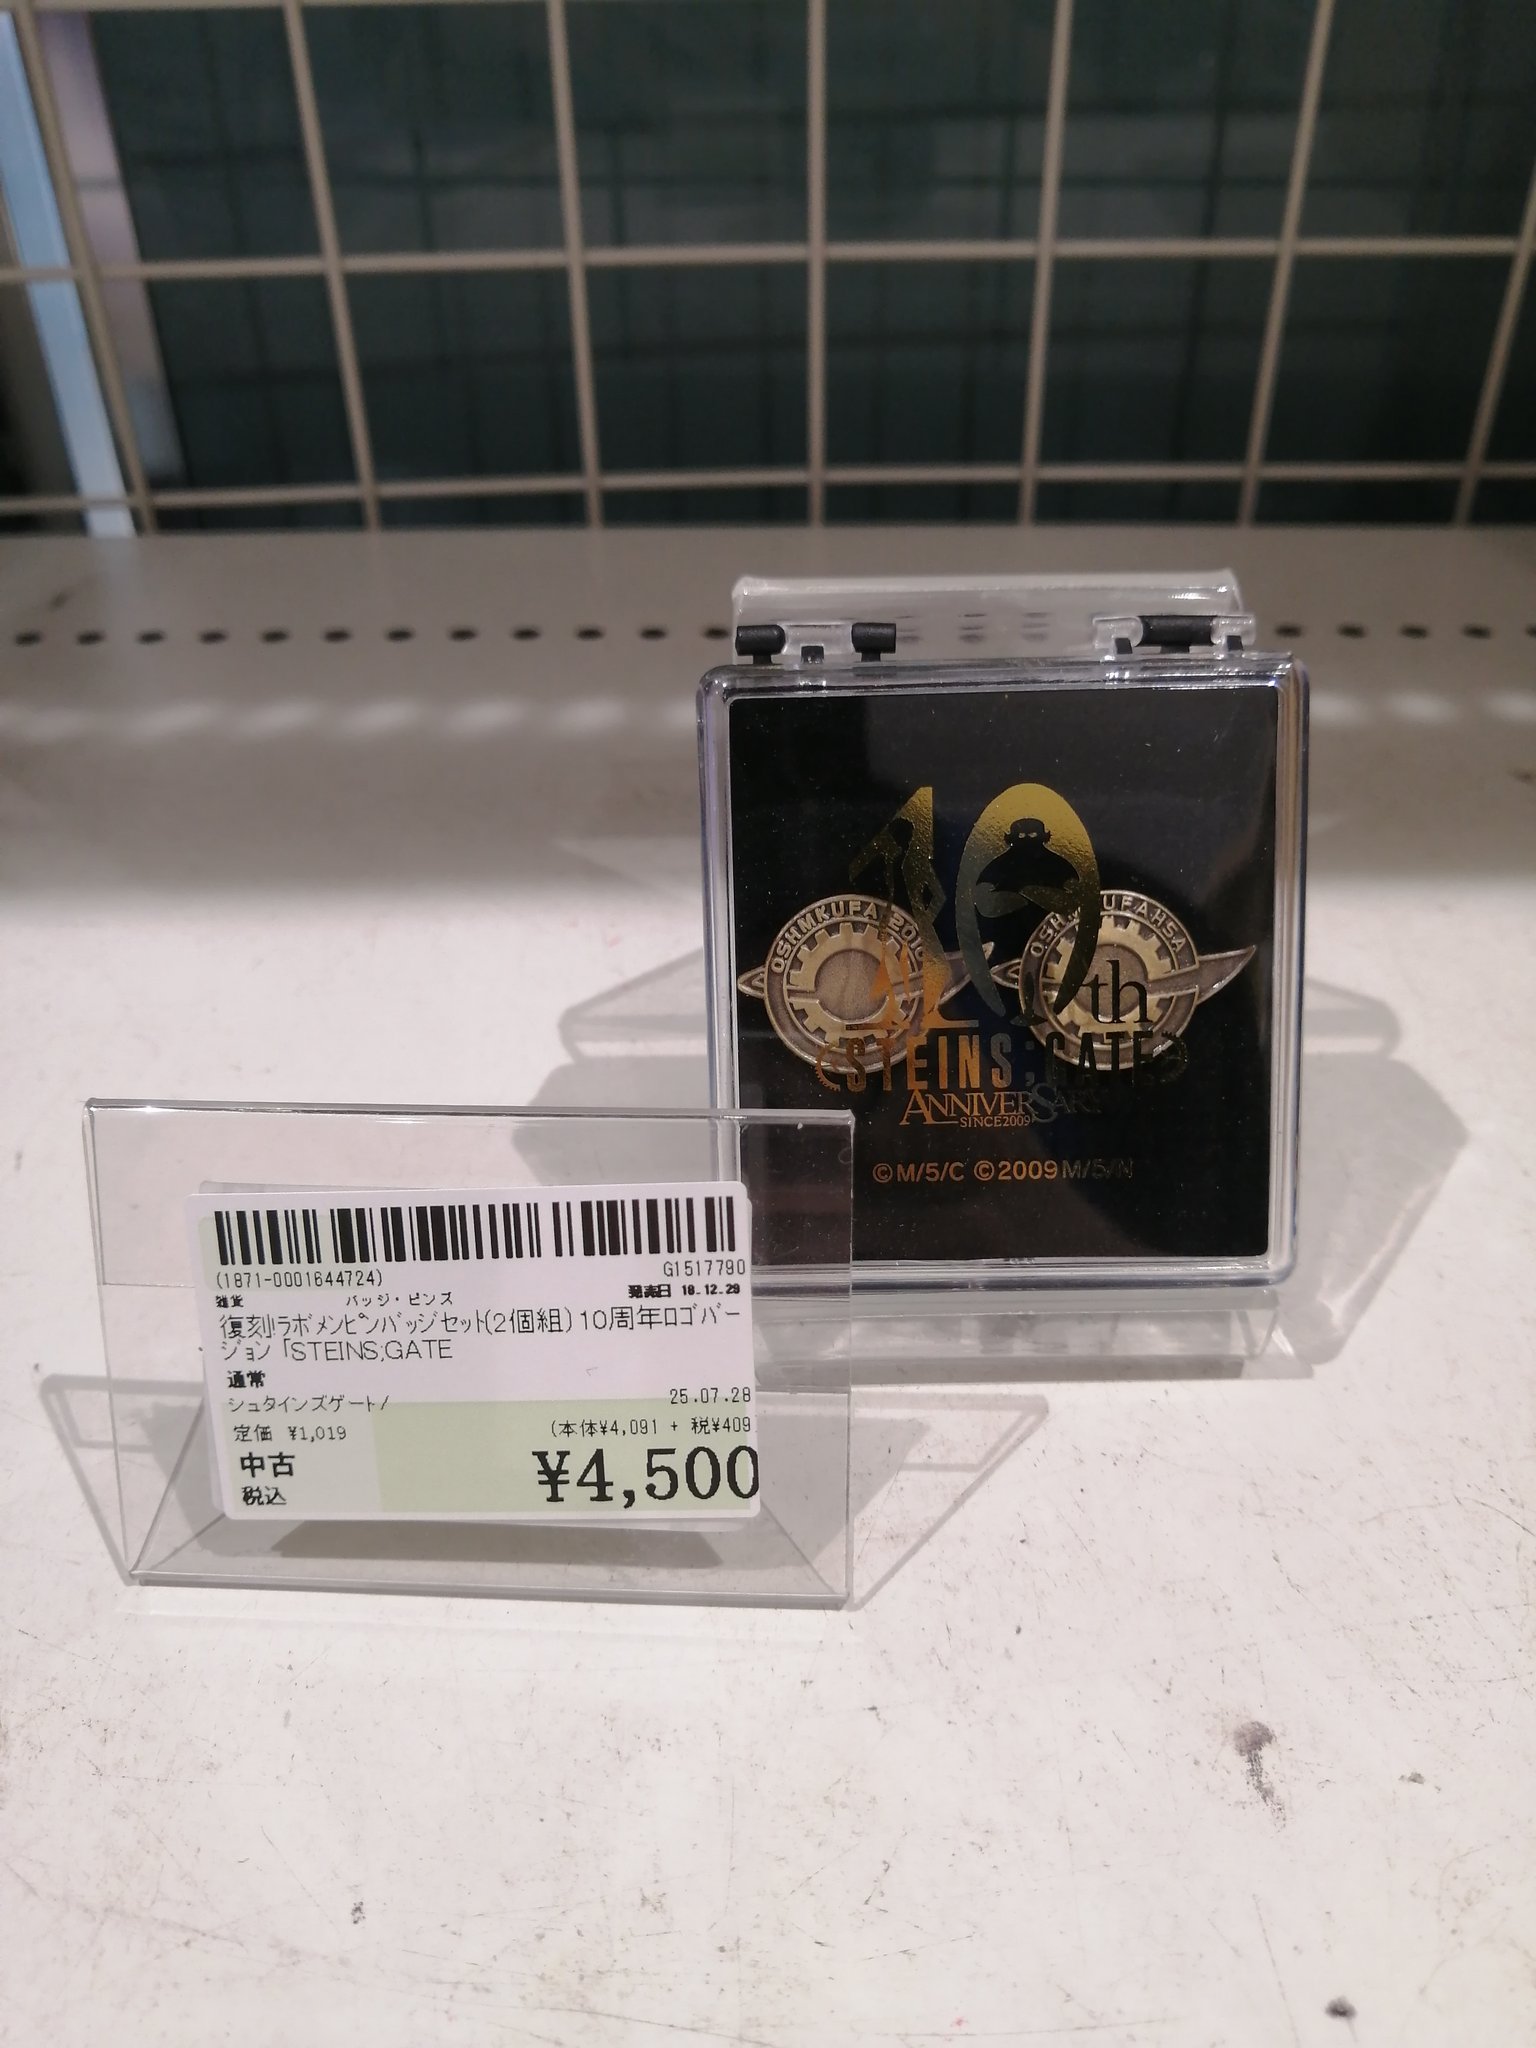 OSHMKUFA 2010
OSHMKUFAHSA
10th
STEINS;GATE
ANNIVERSARY
SINCE2009
©M/5/C ©2009 M/5/N
(1871-0001644724)
G1517790
雑貨 バッジ・ピンズ 発売日 18.12.29
復刻!ラボメンピンバッジセット(2個組) 10周年ロゴバー
ジョン 「STEINS;GATE
通常
シュタインズゲート/ 25.07.28
定価 ¥1,019 (本体¥4,091 + 税¥409
中古 ¥4,500
税込